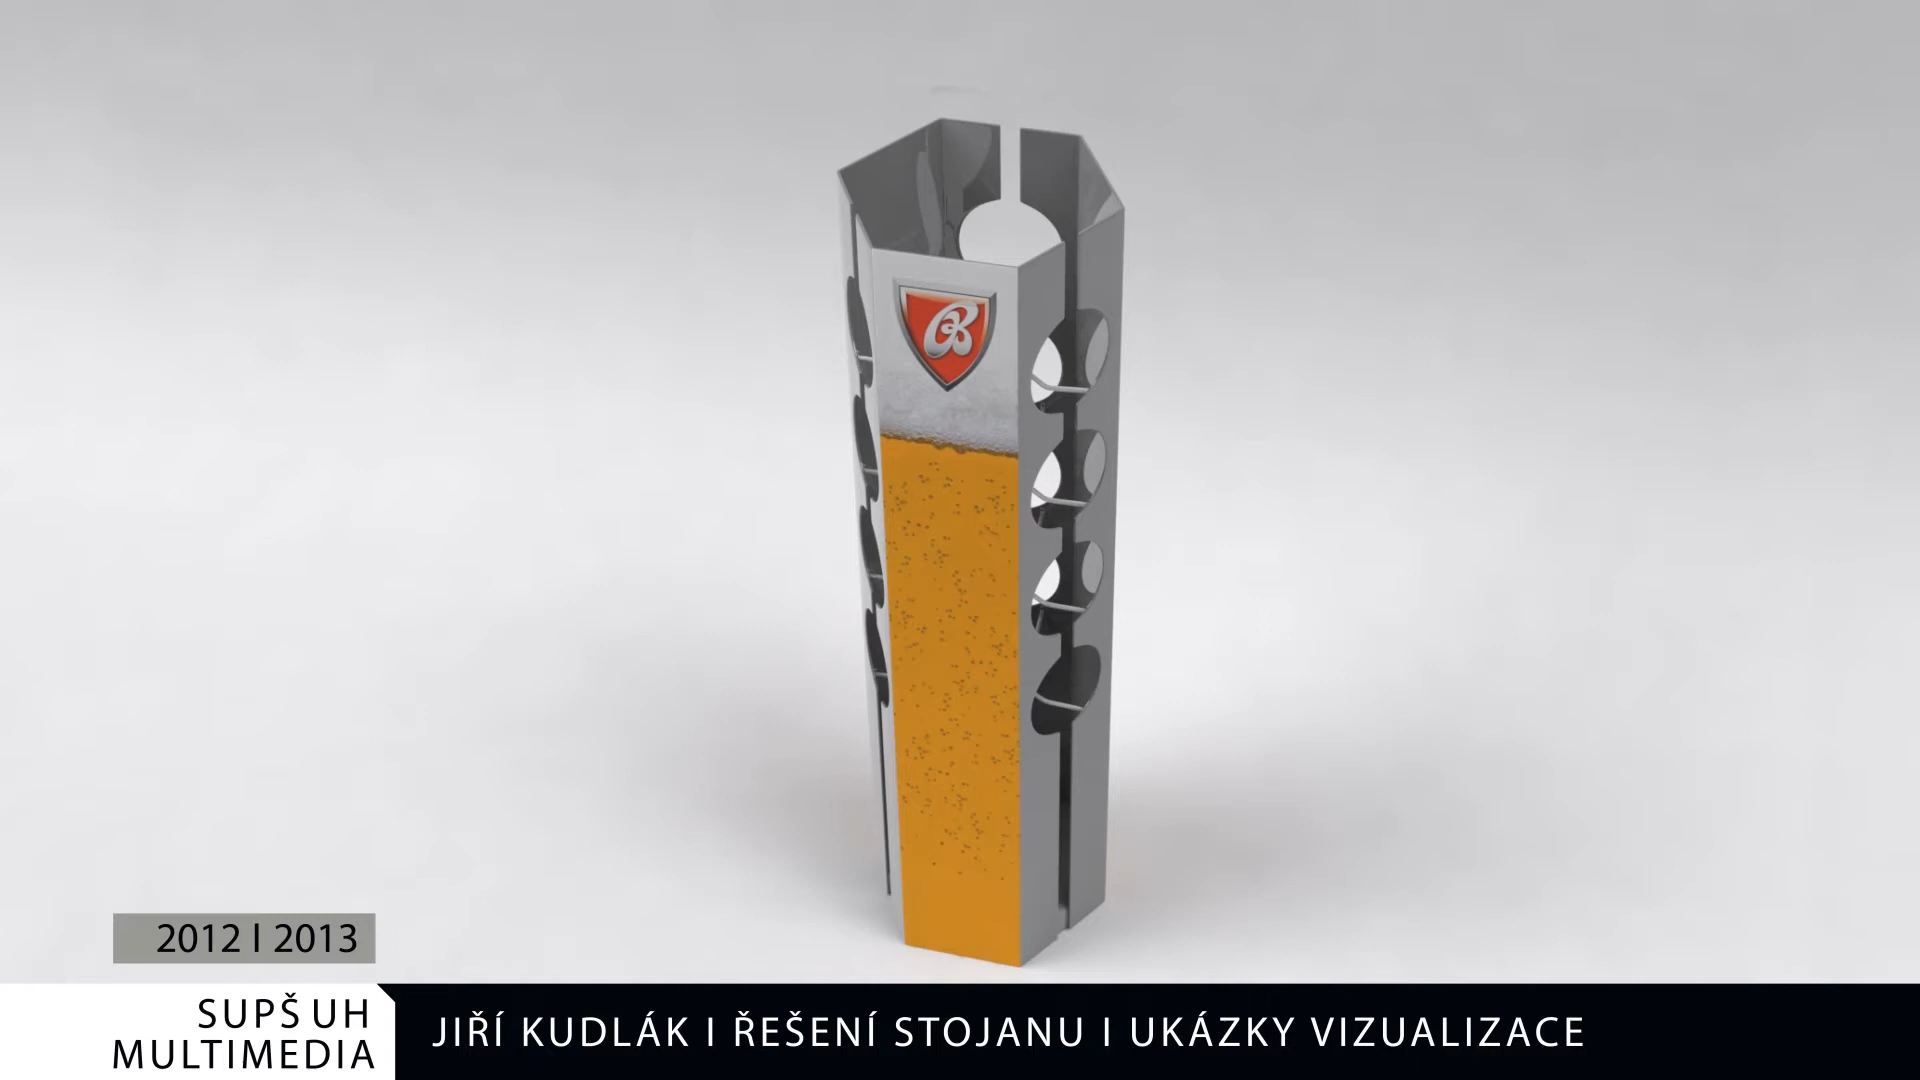 B
2012 I 2013
SUPŠ UH
MULTIMEDIA
JIŘÍ KUDLÁK I ŘEŠENÍ STOJANU I UKÁZKY VIZUALIZACE